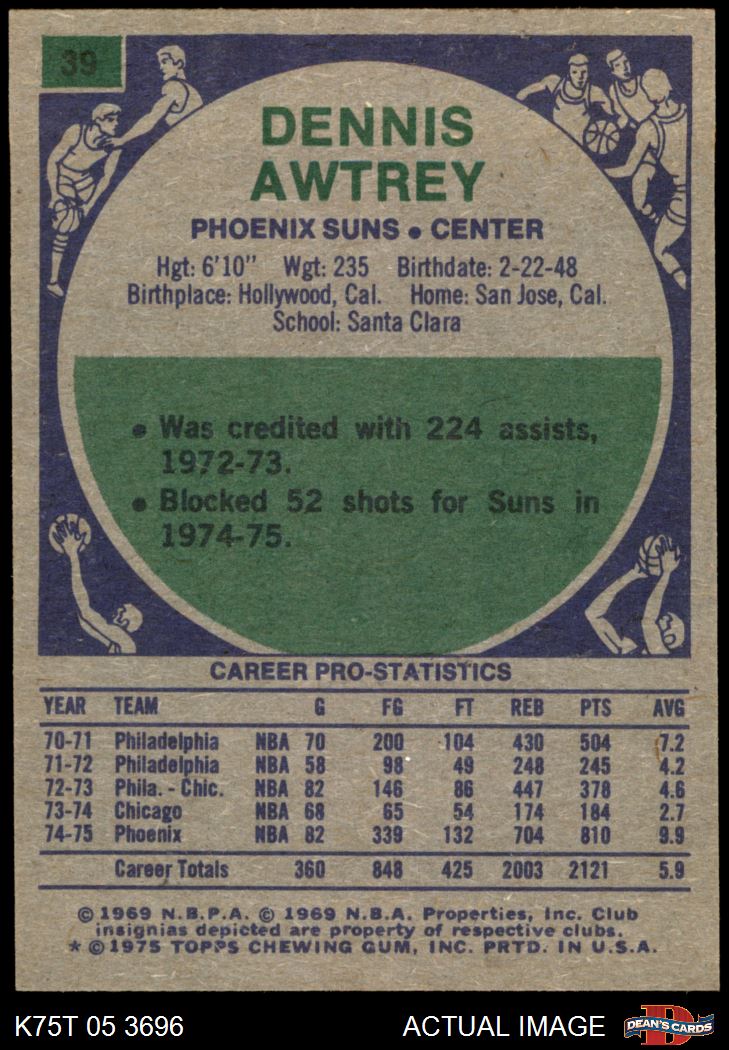 39
DENNIS
AWTREY
PHOENIX SUNS • CENTER
Hgt: 6'10" Wgt: 235 Birthdate: 2-22-48
Birthplace: Hollywood, Cal. Home: San Jose, Cal.
School: Santa Clara
• Was credited with 224 assists,
1972-73.
• Blocked 52 shots for Suns in
1974-75.
CAREER PRO-STATISTICS
YEAR TEAM G FG FT REB PTS AVG
70-71 Philadelphia NBA 70 200 104 430 504 7.2
71-72 Philadelphia NBA 58 98 49 248 245 4.2
72-73 Phila. - Chic. NBA 82 146 86 447 378 4.6
73-74 Chicago NBA 68 65 54 174 184 2.7
74-75 Phoenix NBA 82 339 132 704 810 9.9
Career Totals 360 848 425 2003 2121 5.9
© 1969 N.B.P.A. © 1969 N.B.A. Properties, Inc. Club
insignias depicted are property of respective clubs.
* © 1975 TOPPS CHEWING GUM, INC. PRTD. IN U.S.A.
K75T 05 3696 ACTUAL IMAGE D DEAN'S CARDS